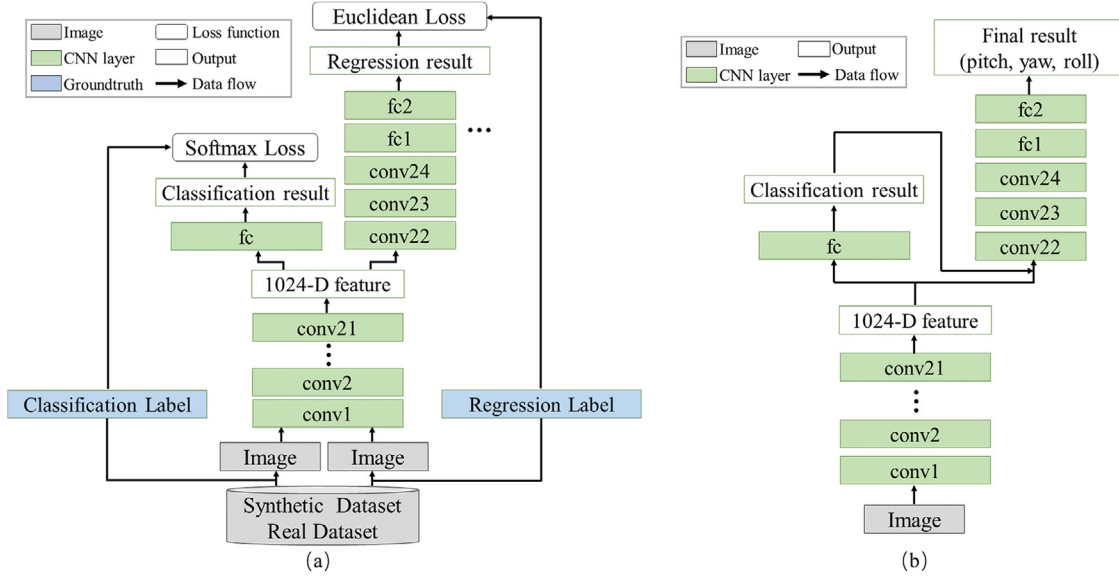 Image
Loss function
CNN layer
Output
Groundtruth
Data flow
Euclidean Loss
Regression result
fc2
fc1
conv24
conv23
conv22
Softmax Loss
Classification result
fc
1024-D feature
conv21
conv2
conv1
Classification Label
Regression Label
Image
Image
Synthetic Dataset
Real Dataset
(a)
Image
Output
CNN layer
Data flow
Final result
(pitch, yaw, roll)
fc2
fc1
conv24
conv23
conv22
Classification result
fc
1024-D feature
conv21
conv2
conv1
Image
(b)